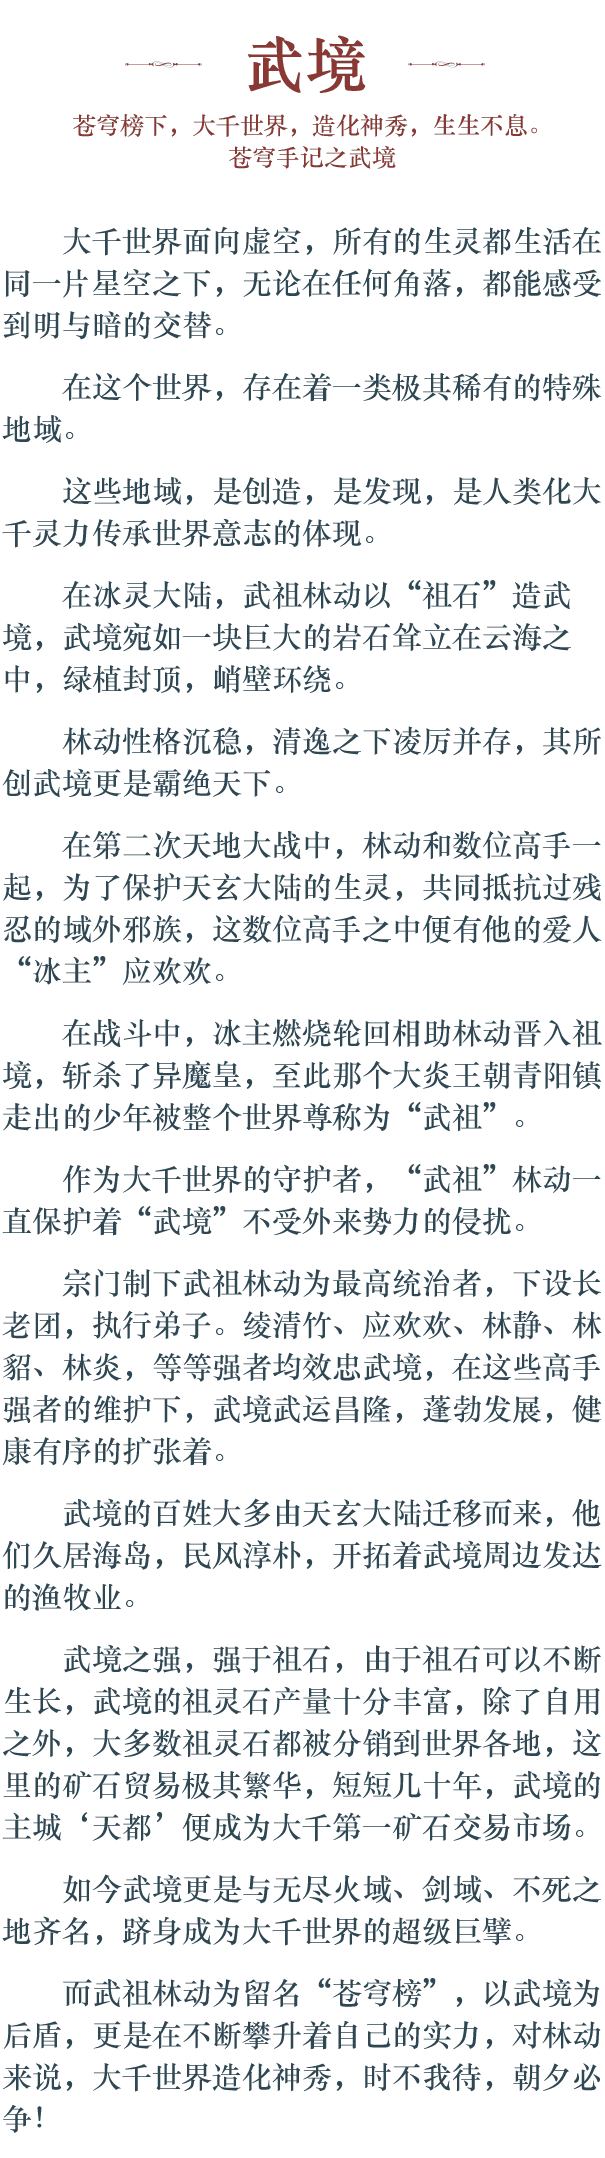 武境
苍穹榜下，大千世界，造化神秀，生生不息。
苍穹手记之武境
大千世界面向虚空，所有的生灵都生活在
同一片星空之下，无论在任何角落，都能感受
到明与暗的交替。
在这个世界，存在着一类极其稀有的特殊
地域。
这些地域，是创造，是发现，是人类化大
千灵力传承世界意志的体现。
在冰灵大陆，武祖林动以“祖石”造武
境，武境宛如一块巨大的岩石耸立在云海之
中，绿植封顶，峭壁环绕。
林动性格沉稳，清逸之下凌厉并存，其所
创武境更是霸绝天下。
在第二次天地大战中，林动和数位高手一
起，为了保护天玄大陆的生灵，共同抵抗过残
忍的域外邪族，这数位高手之中便有他的爱人
“冰主”应欢欢。
在战斗中，冰主燃烧轮回相助林动晋入祖
境，斩杀了异魔皇，至此那个大炎王朝青阳镇
走出的少年被整个世界尊称为“武祖”。
作为大千世界的守护者，“武祖”林动一
直保护着“武境”不受外来势力的侵扰。
宗门制下武祖林动为最高统治者，下设长
老团，执行弟子。绫清竹、应欢欢、林静、林
貂、林炎，等等强者均效忠武境，在这些高手
强者的维护下，武境武运昌隆，蓬勃发展，健
康有序的扩张着。
武境的百姓大多由天玄大陆迁移而来，他
们久居海岛，民风淳朴，开拓着武境周边发达
的渔牧业。
武境之强，强于祖石，由于祖石可以不断
生长，武境的祖灵石产量十分丰富，除了自用
之外，大多数祖灵石都被分销到世界各地，这
里的矿石贸易极其繁华，短短几十年，武境的
主城‘天都’便成为大千第一矿石交易市场。
如今武境更是与无尽火域、剑域、不死之
地齐名，跻身成为大千世界的超级巨擘。
而武祖林动为留名“苍穹榜”，以武境为
后盾，更是在不断攀升着自己的实力，对林动
来说，大千世界造化神秀，时不我待，朝夕必
争！